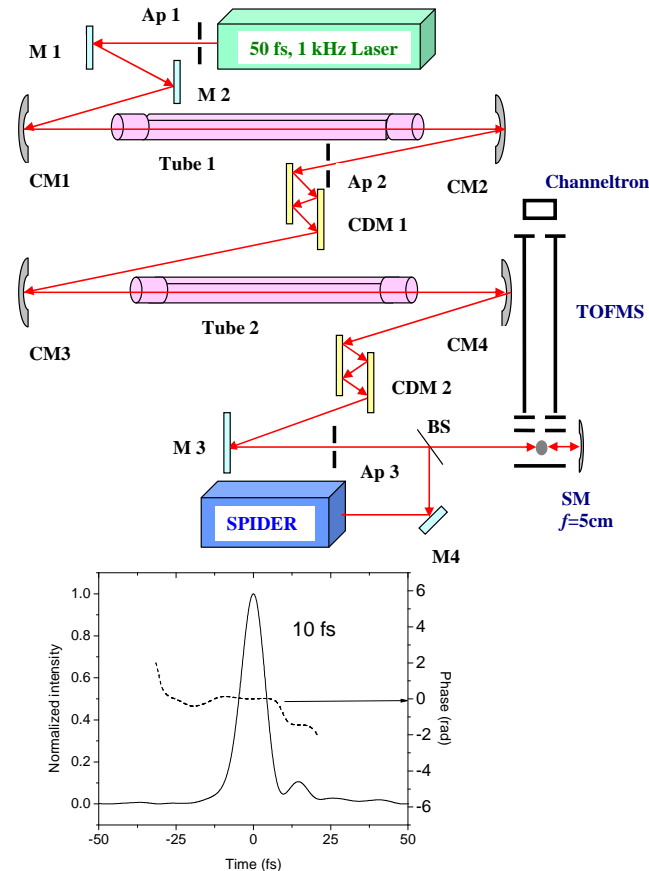 Ap 1
M 1
50 fs, 1 kHz Laser
M 2
CM1
Tube 1
Ap 2
CM2
Channeltron
CDM 1
TOFMS
CM3
Tube 2
CM4
CDM 2
M 3
BS
Ap 3
SM
f=5cm
SPIDER
M4
10 fs
Normalized intensity
1.0
0.8
0.6
0.4
0.2
0.0
Phase (rad)
6
4
2
0
-2
-4
-6
-50
-25
0
25
50
Time (fs)